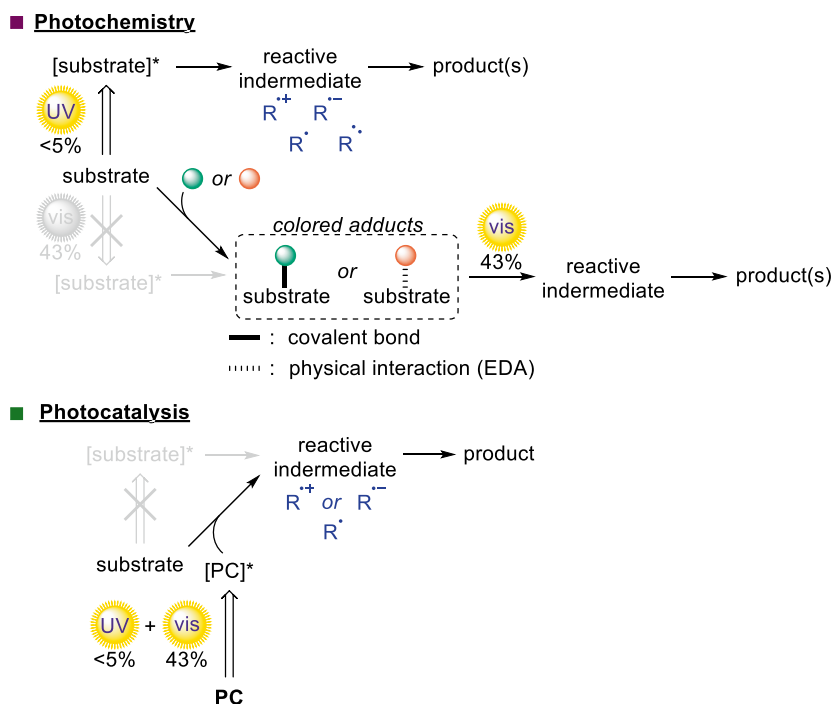 Photochemistry
[substrate]* reactive product(s)
indermediate
UV R•+ R•−
<5% R• R••
substrate or
vis colored adducts vis
43% 43%
[substrate]* or reactive product(s)
substrate substrate indermediate
: covalent bond
: physical interaction (EDA)
Photocatalysis
[substrate]* reactive product
indermediate
R•+ or R•−
R•
substrate [PC]*
UV + vis
<5% 43%
PC